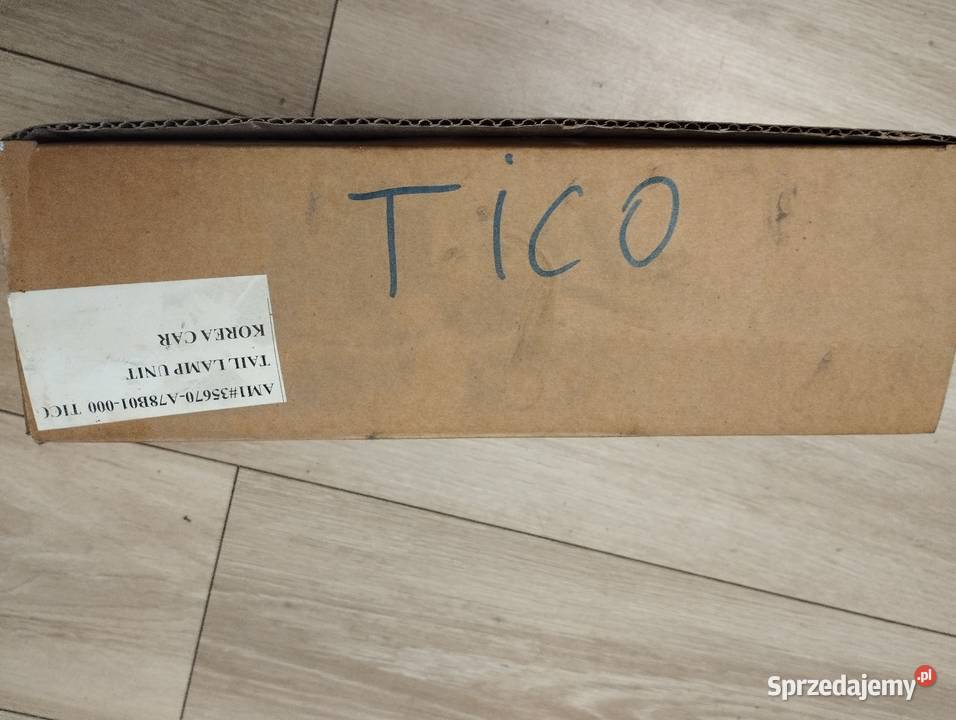 TiCO
AMI#35670-A78B01-000 TICO
TAIL LAMP UNIT
KOREA CAR
Sprzedajemy.pl